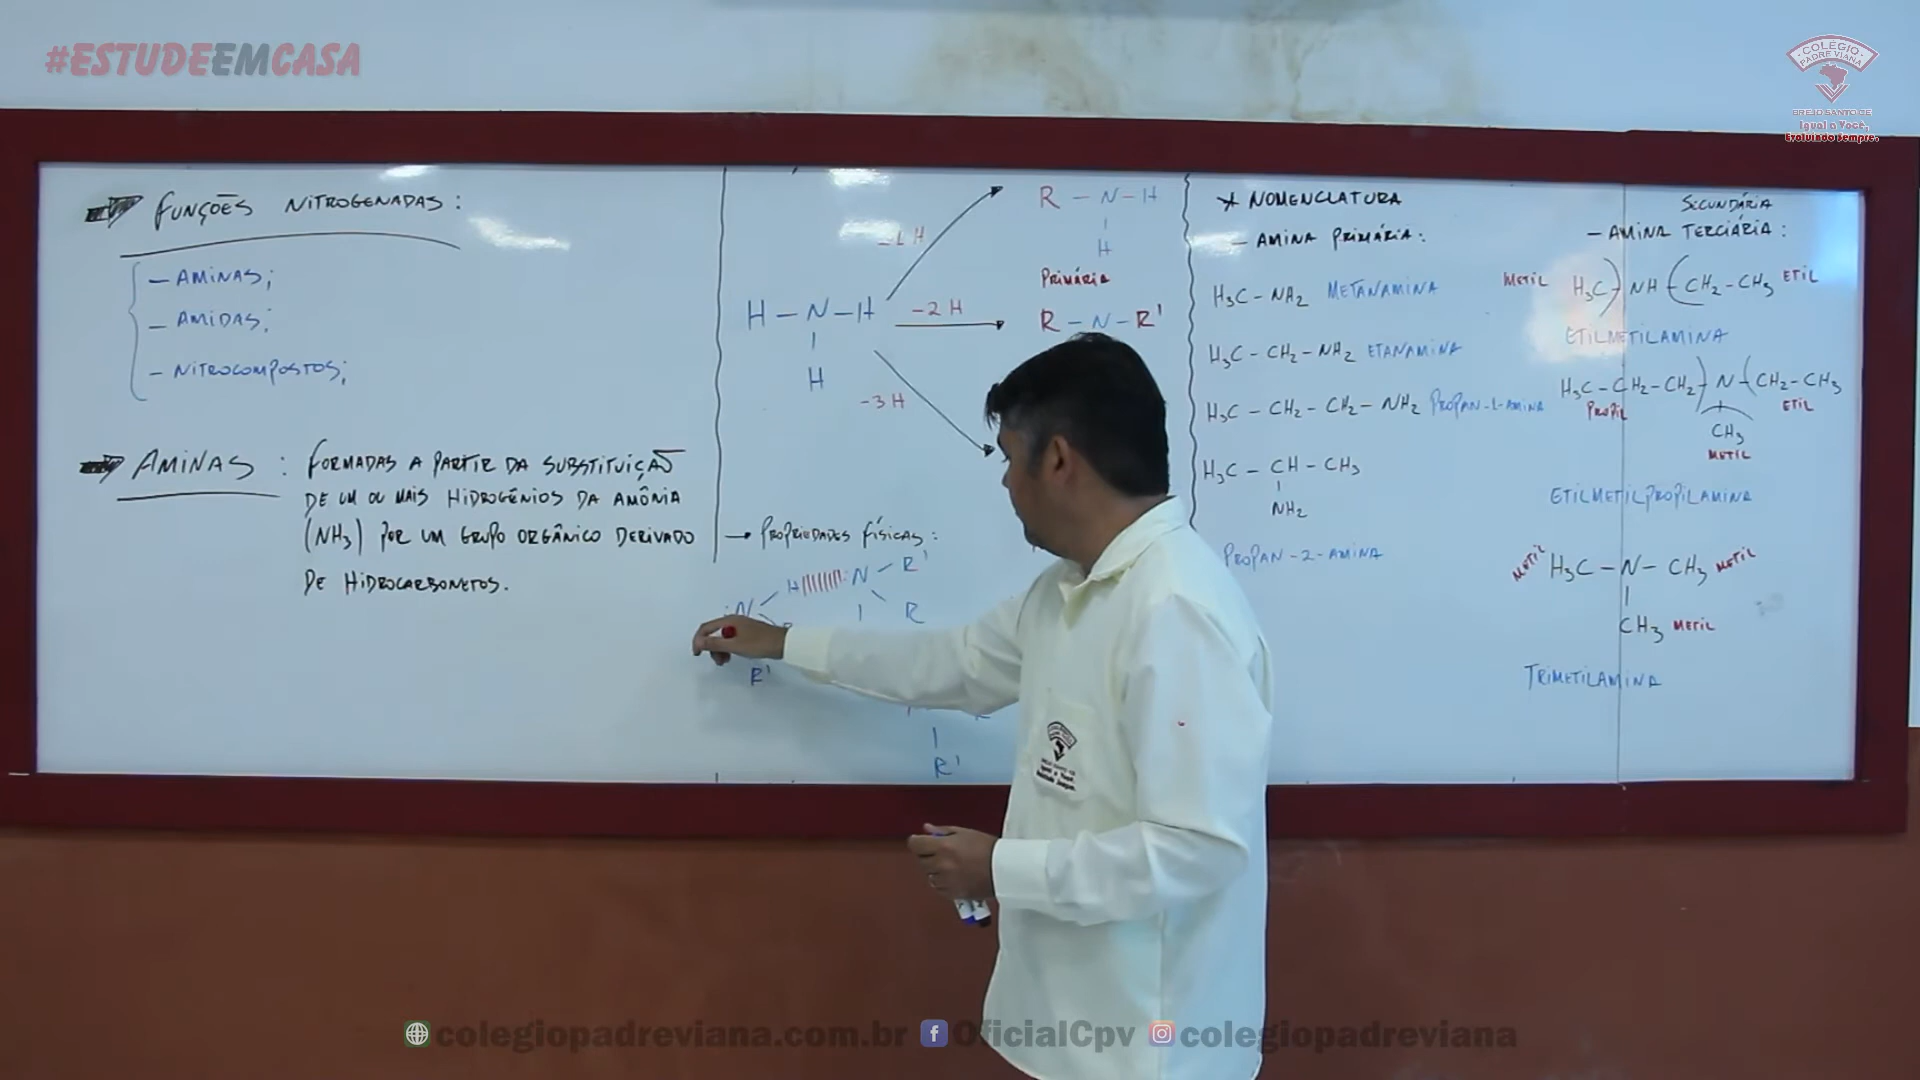 #ESTUDEEMCASA
COLÉGIO
PADRE VIANA
BREJO SANTO CE
Igual a Você,
Evoluindo Sempre.
FUNÇÕES NITROGENADAS:
- AMINAS;
- AMIDAS;
- NITROCOMPOSTOS;
AMINAS: FORMADAS A PARTIR DA SUBSTITUIÇÃO
DE UM OU MAIS HIDROGÊNIOS DA AMÔNIA
(NH3) POR UM GRUPO ORGÂNICO DERIVADO
DE HIDROCARBONETOS.
H - N - H
H
-1 H
-2 H
-3 H
R - N - H
H
PRIMÁRIA
R - N - R'
→ PROPRIEDADES FÍSICAS:
H N - R'
N
R
R'
R'
* NOMENCLATURA
- AMINA PRIMÁRIA:
H3C - NH2 METANAMINA
H3C - CH2 - NH2 ETANAMINA
H3C - CH2 - CH2 - NH2 PROPAN-1-AMINA
H3C - CH - CH3
NH2
PROPAN-2-AMINA
SECUNDÁRIA
- AMINA TERCIÁRIA:
METIL H3C - NH - CH2 - CH3 ETIL
ETILMETILAMINA
H3C - CH2 - CH2 - N - CH2 - CH3
PROPIL ETIL
CH3
METIL
ETILMETILPROPILAMINA
METIL H3C - N - CH3 METIL
CH3 METIL
TRIMETILAMINA
colegiopadreviana.com.br OficialCpv colegiopadreviana